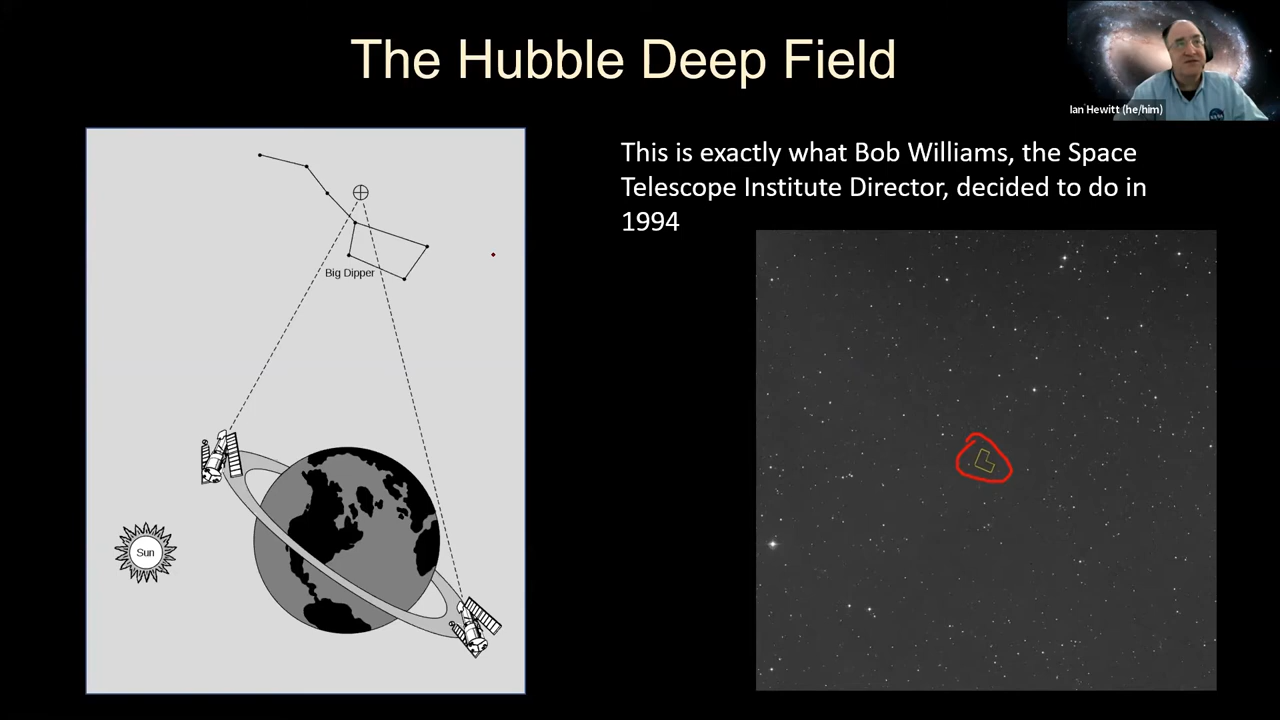 The Hubble Deep Field
Ian Hewitt (he/him)
This is exactly what Bob Williams, the Space
Telescope Institute Director, decided to do in
1994
Big Dipper
Sun